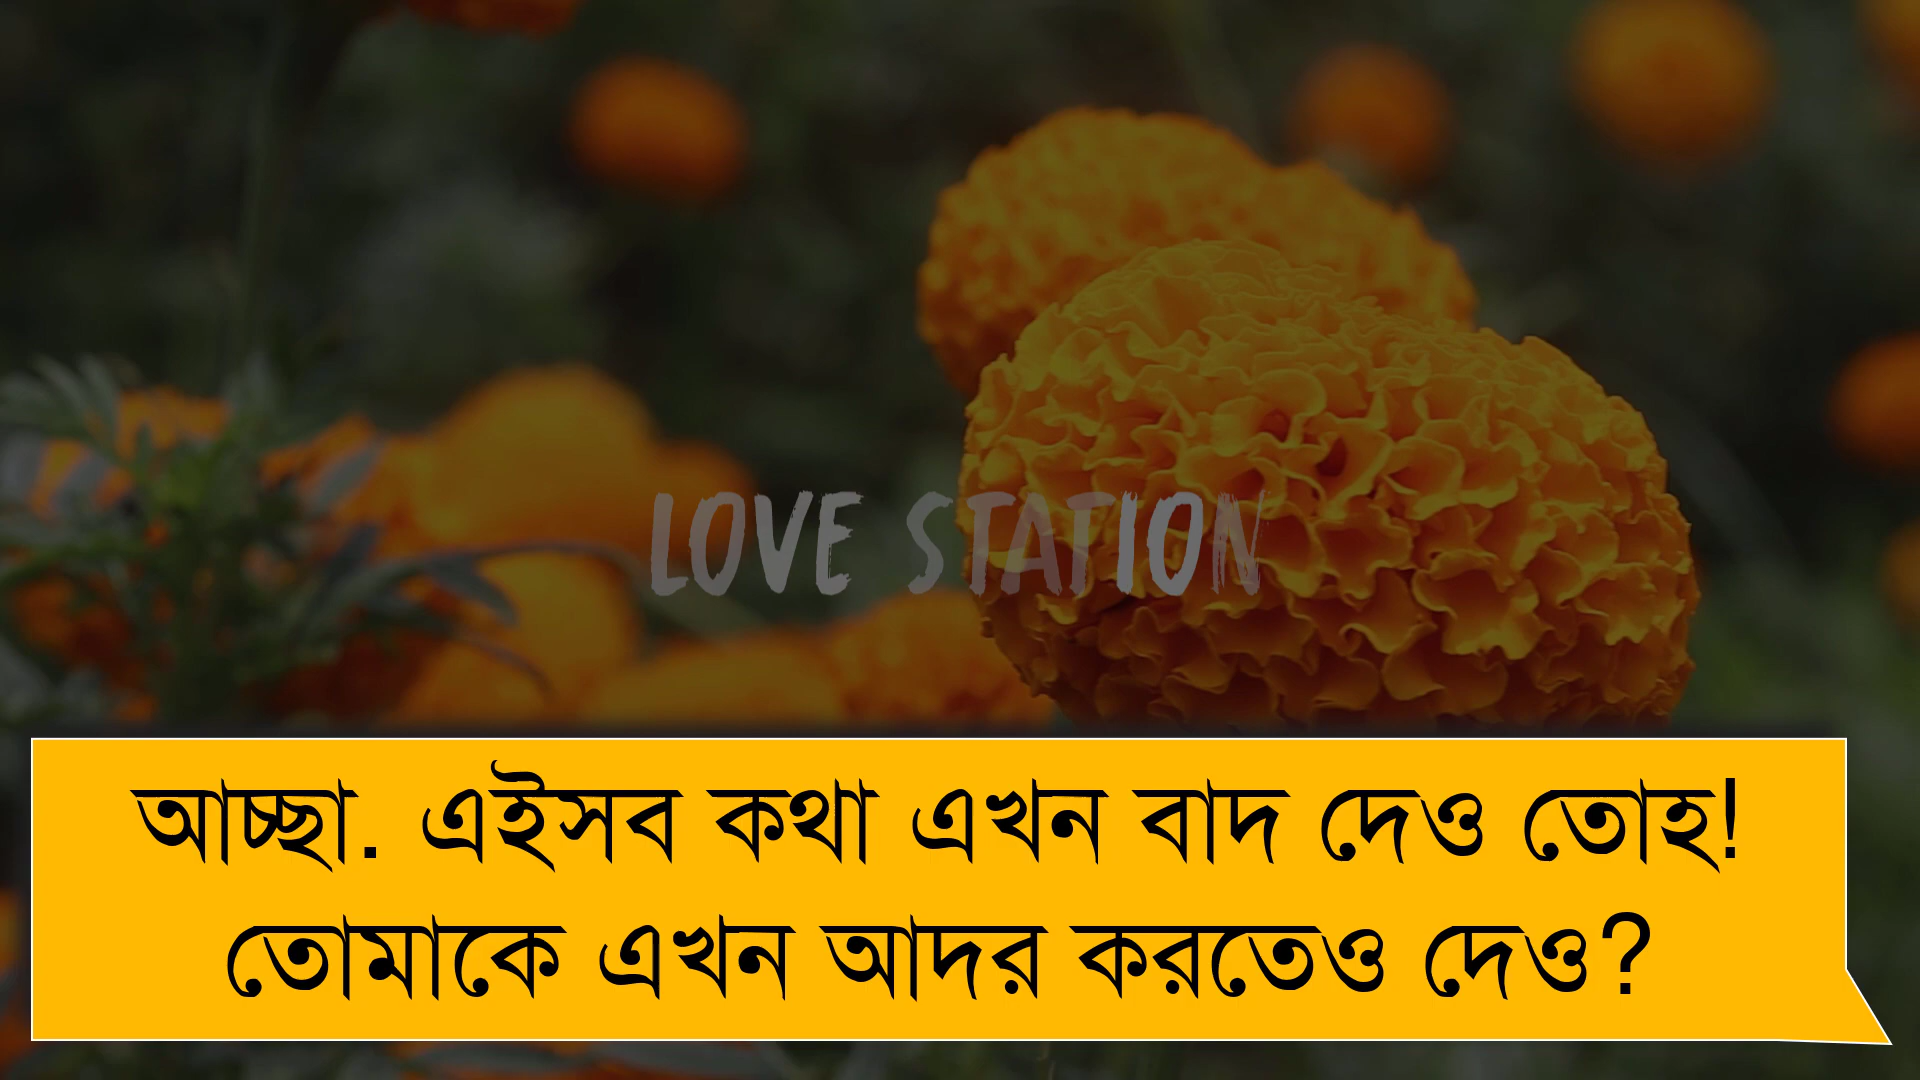 LOVE STATION
আচ্ছা. এইসব কথা এখন বাদ দেও তোহ!
তোমাকে এখন আদর করতেও দেও?